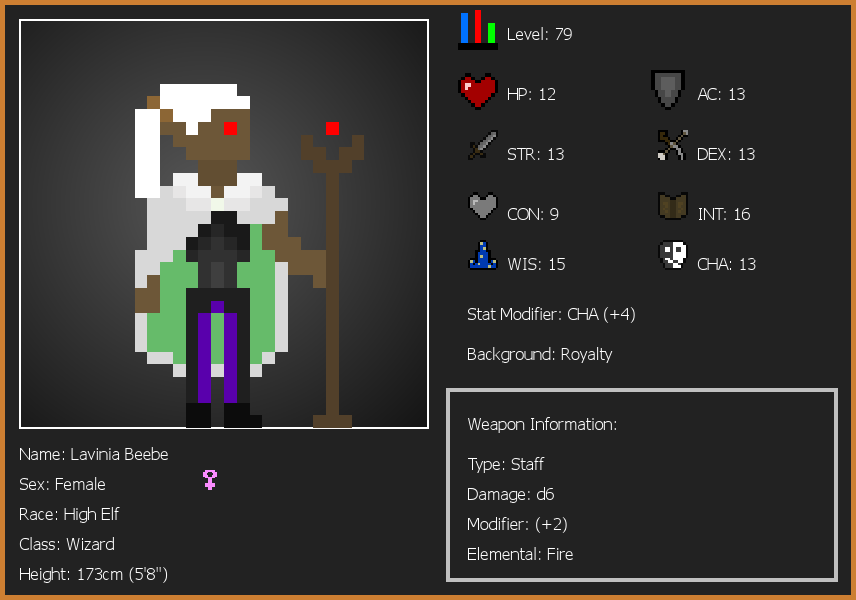 Level: 79
HP: 12
AC: 13
STR: 13
DEX: 13
CON: 9
INT: 16
WIS: 15
CHA: 13
Stat Modifier: CHA (+4)
Background: Royalty
Weapon Information:
Type: Staff
Damage: d6
Modifier: (+2)
Elemental: Fire
Name: Lavinia Beebe
Sex: Female
Race: High Elf
Class: Wizard
Height: 173cm (5'8")